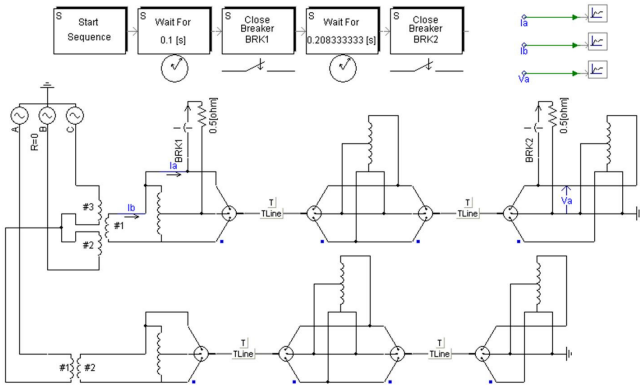 S
Start
Sequence
S
Wait For
0.1 [s]
S
Close
Breaker
BRK1
S
Wait For
0.208333333 [s]
S
Close
Breaker
BRK2
Ia
Ib
Va
A
R=0
B
C
BRK1
0.5[ohm]
Ia
Ib
#3
#1
#2
T
TLine
T
TLine
BRK2
0.5[ohm]
Va
#1
#2
T
TLine
T
TLine